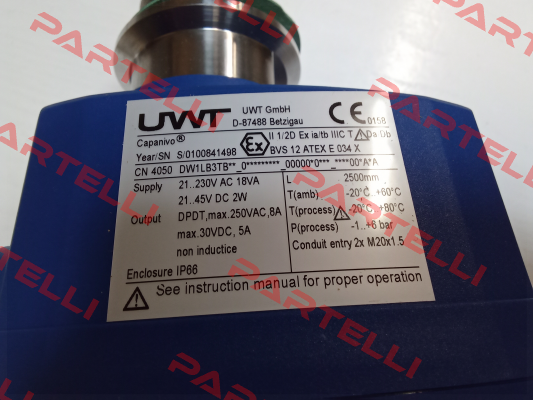 UWT
UWT GmbH
D-87488 Betzigau
CE 0158
Capanivo®
Year/SN S/0100841498
Ex
II 1/2D Ex ia/tb IIIC T Da Db
BVS 12 ATEX E 034 X
CN 4050 DW1LB3TB**_0*********_00000*0***_****00*A*A
Supply 21..230V AC 18VA
21..45V DC 2W
Output DPDT, max.250VAC,8A
max.30VDC, 5A
non inductice
Enclosure IP66
L 2500mm
T(amb) -20°C..+60°C
T(process) -20°C..+80°C
P(process) -1..+6 bar
Conduit entry 2x M20x1.5
See instruction manual for proper operation
PARTELLI
PARTELLI
PARTELLI
PARTELLI
PARTELLI